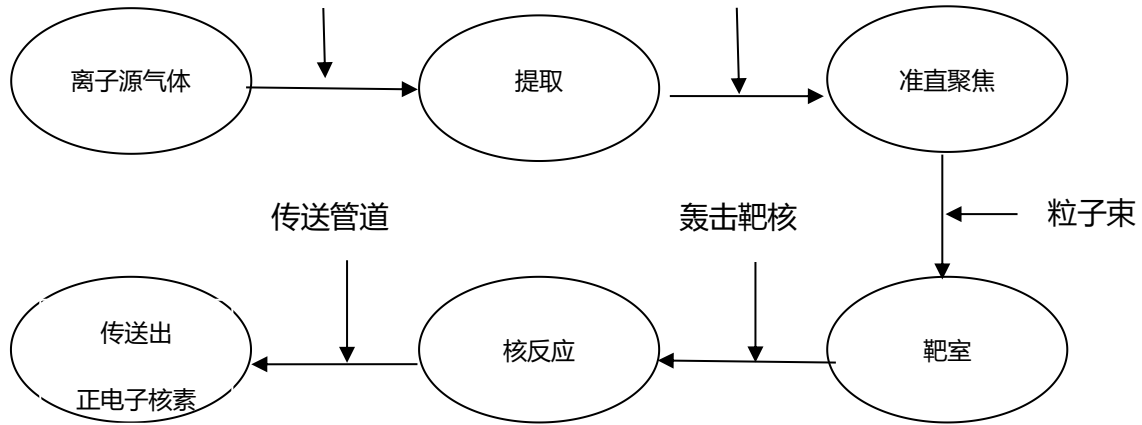 离子源气体
提取
准直聚焦
传送管道
轰击靶核
粒子束
传送出
正电子核素
核反应
靶室